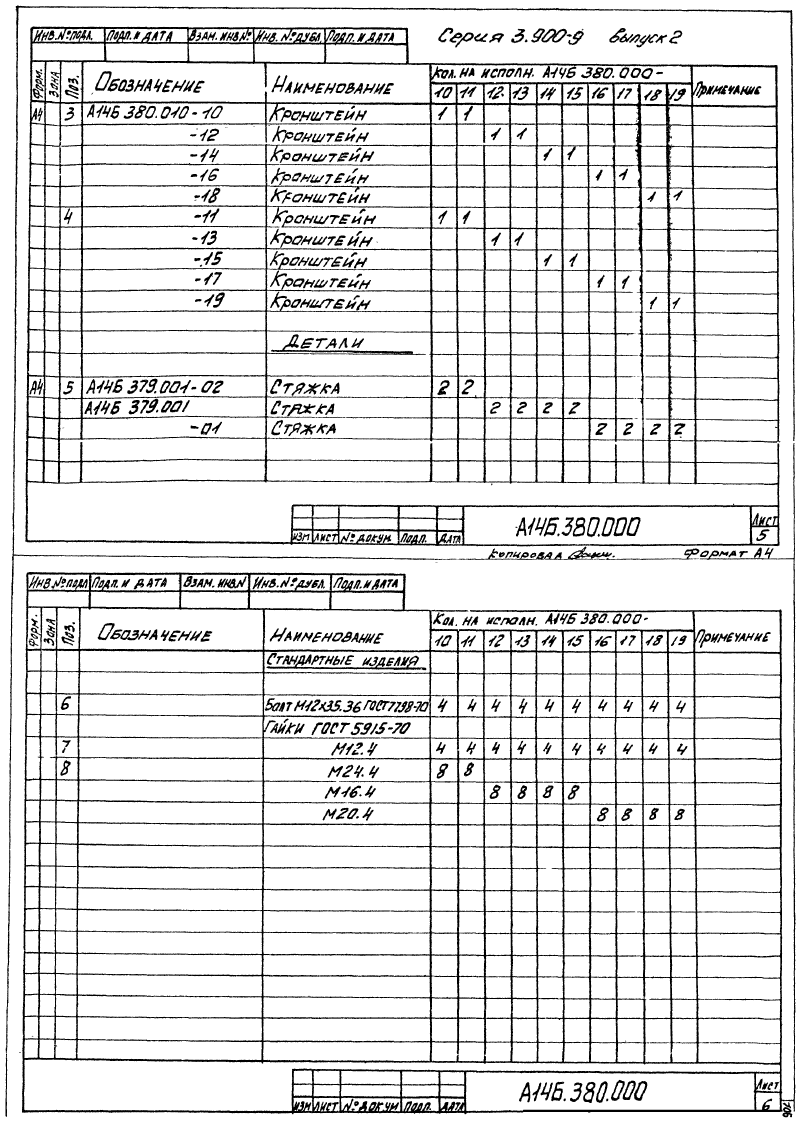 Серия 3.900-9 выпуск 2
Инв.№подл. Подп. и дата Взам. инв.№ Инв. №дубл. Подп. и дата
Форм. Зона Поз. Обозначение Наименование Кол. на исполн. А14Б 380.000- Примечание
10 11 12 13 14 15 16 17 18 19
А4 3 А14Б 380.010-10 Кронштейн 1 1
-12 Кронштейн 1 1
-14 Кронштейн 1 1
-16 Кронштейн 1 1
-18 Кронштейн 1 1
4 -11 Кронштейн 1 1
-13 Кронштейн 1 1
-15 Кронштейн 1 1
-17 Кронштейн 1 1
-19 Кронштейн 1 1
Детали
А4 5 А14Б 379.001-02 Стяжка 2 2
А14Б 379.001 Стяжка 2 2 2 2
-01 Стяжка 2 2 2 2
Изм Лист №докум. Подп. Дата А14Б.380.000 Лист 5
Копировал Формат А4
Инв.№подл Подп. и дата Взам. инв.№ Инв.№дубл. Подп. и дата
Форм. Зона Поз. Обозначение Наименование Кол. на исполн. А14Б 380.000- Примечание
10 11 12 13 14 15 16 17 18 19
Стандартные изделия
6 Болт М12×35.36 ГОСТ7798-70 4 4 4 4 4 4 4 4 4 4
Гайки ГОСТ 5915-70
7 М12.4 4 4 4 4 4 4 4 4 4 4
8 М24.4 8 8
М16.4 8 8 8 8
М20.4 8 8 8 8
Изм Лист №докум Подп. Дата А14Б.380.000 Лист 6